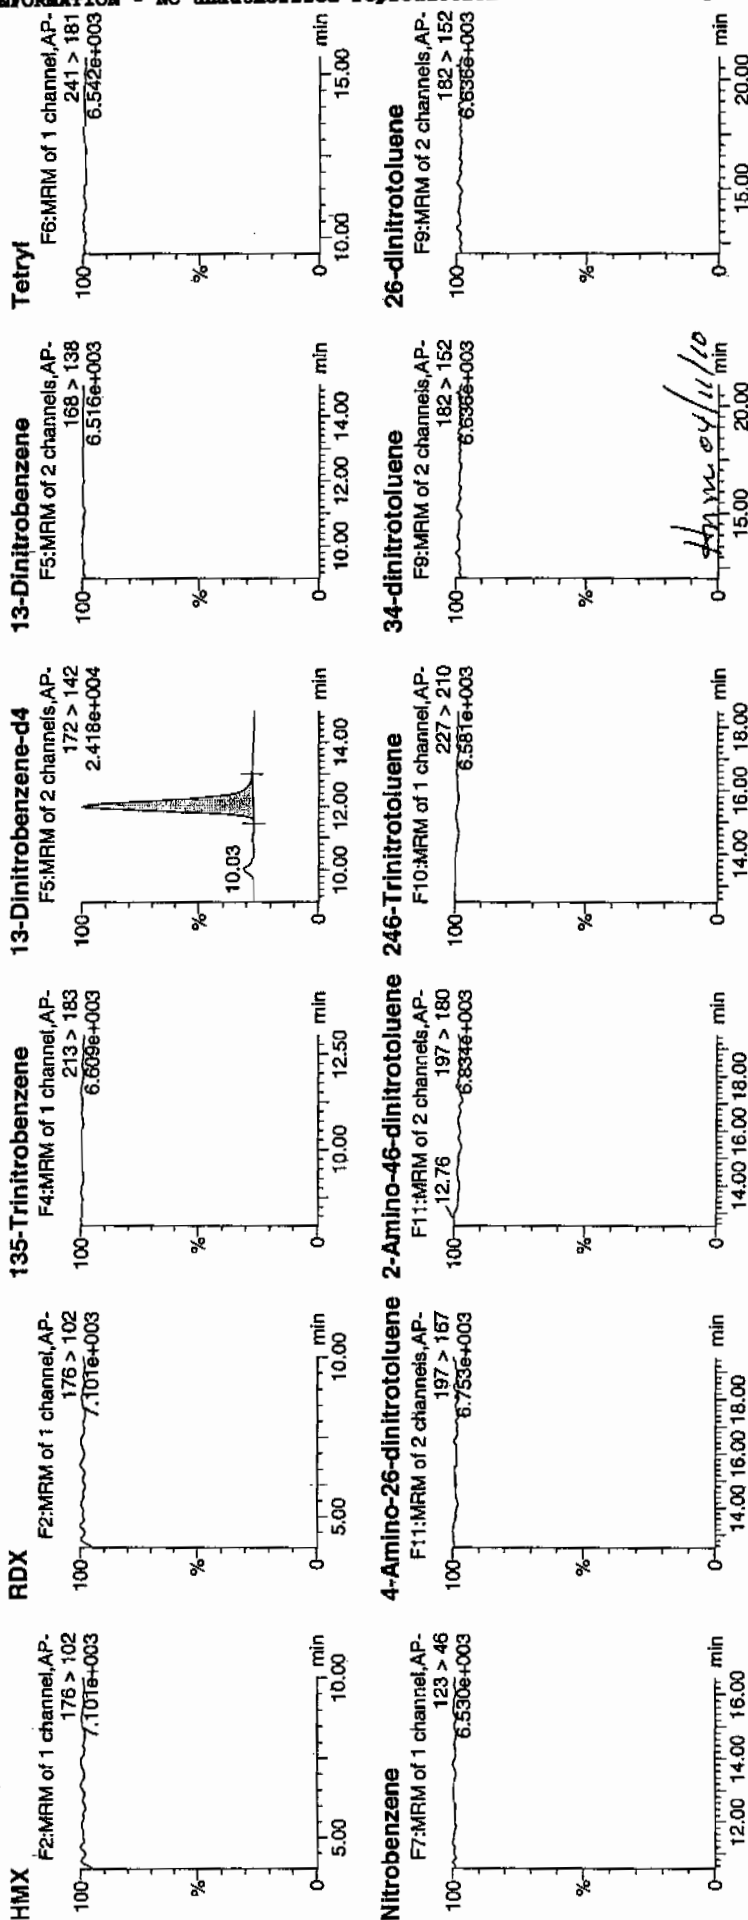 HMX
F2:MRM of 1 channel,AP-
176 > 102
7.101e+003
100
%
0
5.00 10.00 min
RDX
F2:MRM of 1 channel,AP-
176 > 102
7.101e+003
100
%
0
5.00 10.00 min
135-Trinitrobenzene
F4:MRM of 1 channel,AP-
213 > 183
6.609e+003
100
%
0
10.00 12.50 min
13-Dinitrobenzene-d4
F5:MRM of 2 channels,AP-
172 > 142
2.418e+004
100
%
10.03
0
10.00 12.00 14.00 min
13-Dinitrobenzene
F5:MRM of 2 channels,AP-
168 > 138
6.516e+003
100
%
0
10.00 12.00 14.00 min
Tetryl
F6:MRM of 1 channel,AP-
241 > 181
6.542e+003
100
%
0
10.00 15.00 min
Nitrobenzene
F7:MRM of 1 channel,AP-
123 > 46
6.530e+003
100
%
0
12.00 14.00 16.00 min
4-Amino-26-dinitrotoluene
F11:MRM of 2 channels,AP-
197 > 167
6.753e+003
100
%
0
14.00 16.00 18.00 min
2-Amino-46-dinitrotoluene
F11:MRM of 2 channels,AP-
12.76 197 > 180
6.834e+003
100
%
0
14.00 16.00 18.00 min
246-Trinitrotoluene
F10:MRM of 1 channel,AP-
227 > 210
6.581e+003
100
%
0
14.00 16.00 18.00 min
34-dinitrotoluene
F9:MRM of 2 channels,AP-
182 > 152
6.636e+003
100
%
04/11/10
0
15.00 20.00 min
26-dinitrotoluene
F9:MRM of 2 channels,AP-
182 > 152
6.636e+003
100
%
0
15.00 20.00 min